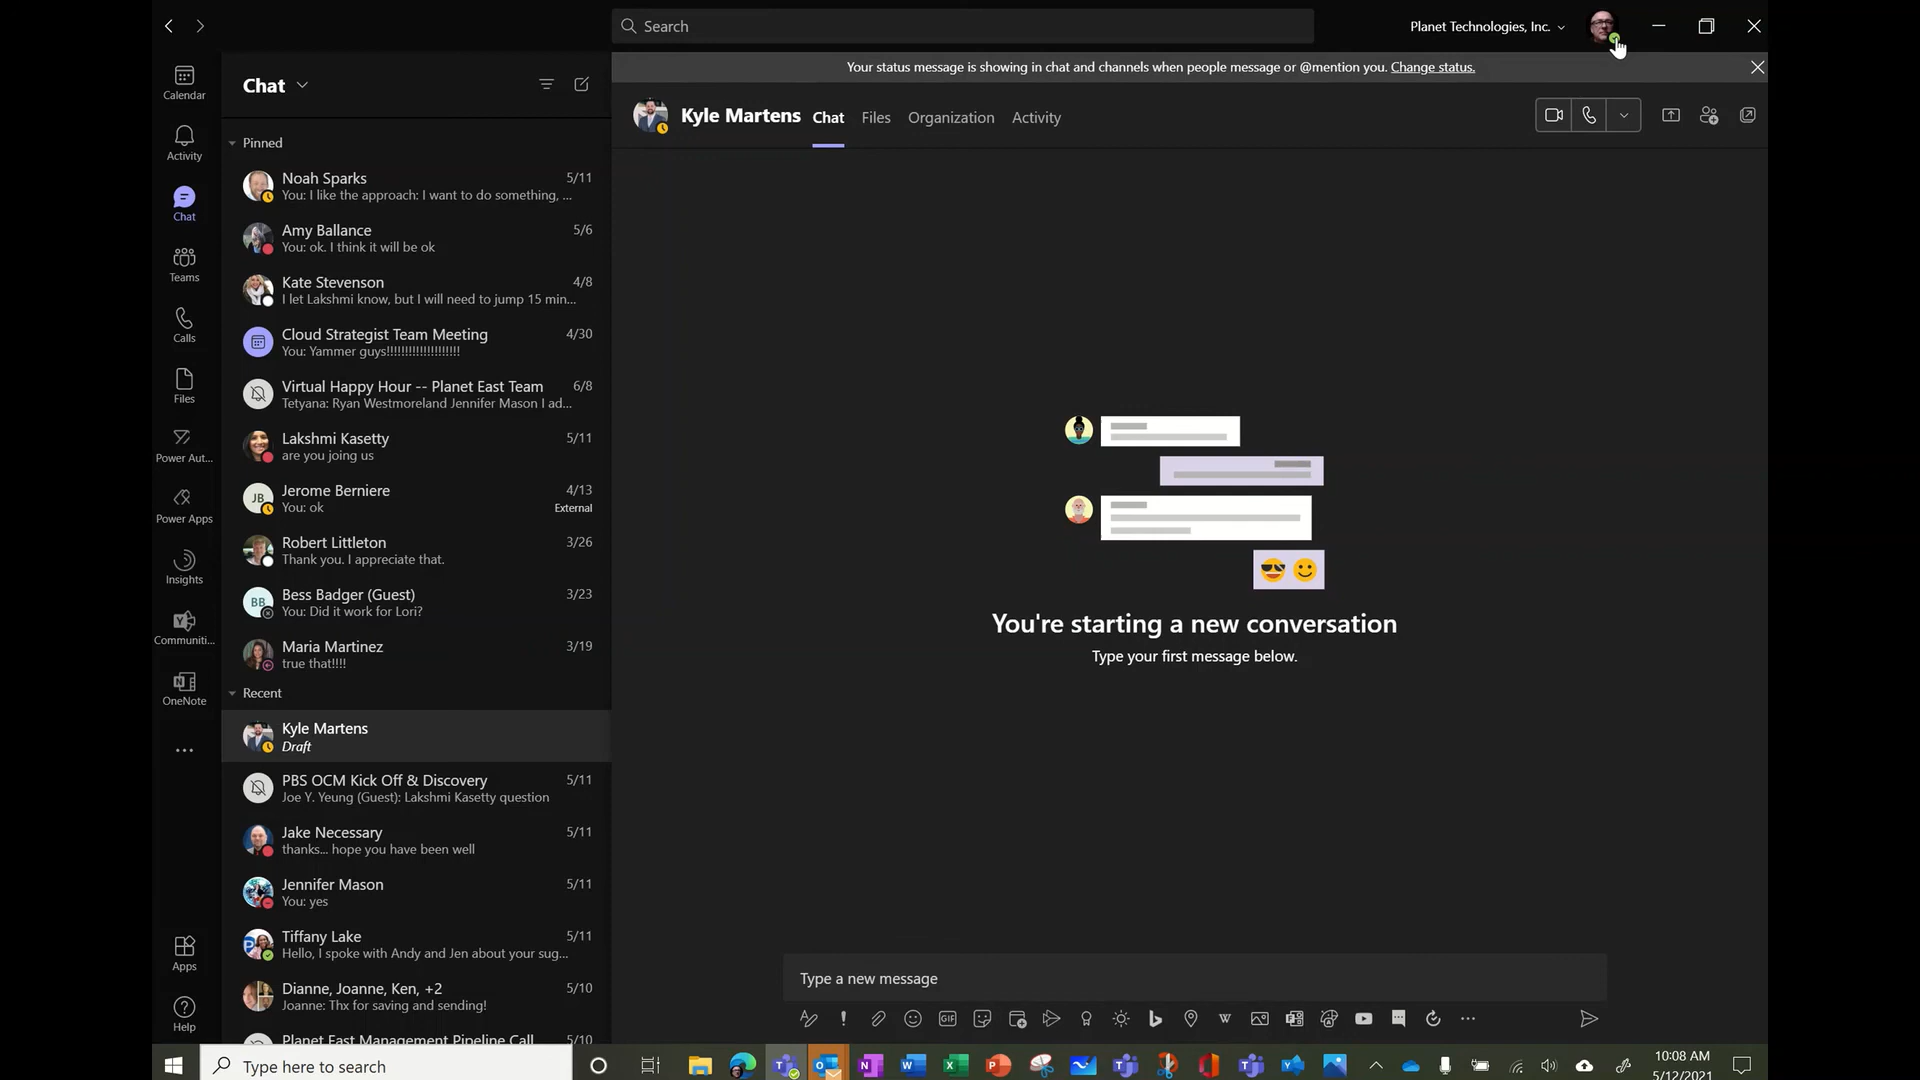 Search
Planet Technologies, Inc.
Your status message is showing in chat and channels when people message or @mention you. Change status.
Calendar
Activity
Chat
Teams
Calls
Files
Power Aut...
Power Apps
Insights
Communiti...
OneNote
Apps
Help
Chat
Pinned
Noah Sparks 5/11
You: I like the approach: I want to do something, ...
Amy Ballance 5/6
You: ok. I think it will be ok
Kate Stevenson 4/8
I let Lakshmi know, but I will need to jump 15 min...
Cloud Strategist Team Meeting 4/30
You: Yammer guys!!!!!!!!!!!!!!!!!!!!
Virtual Happy Hour -- Planet East Team 6/8
Tetyana: Ryan Westmoreland Jennifer Mason I ad...
Lakshmi Kasetty 5/11
are you joing us
JB
Jerome Berniere 4/13
You: ok External
Robert Littleton 3/26
Thank you. I appreciate that.
BB
Bess Badger (Guest) 3/23
You: Did it work for Lori?
Maria Martinez 3/19
true that!!!!
Recent
Kyle Martens
Draft
PBS OCM Kick Off & Discovery 5/11
Joe Y. Yeung (Guest): Lakshmi Kasetty question
Jake Necessary 5/11
thanks... hope you have been well
Jennifer Mason 5/11
You: yes
Tiffany Lake 5/11
Hello, I spoke with Andy and Jen about your sug...
Dianne, Joanne, Ken, +2 5/10
Joanne: Thx for saving and sending!
Planet East Management Pipeline Call 5/10
Kyle Martens Chat Files Organization Activity
You're starting a new conversation
Type your first message below.
Type a new message
GIF
Type here to search
10:08 AM
5/12/2021